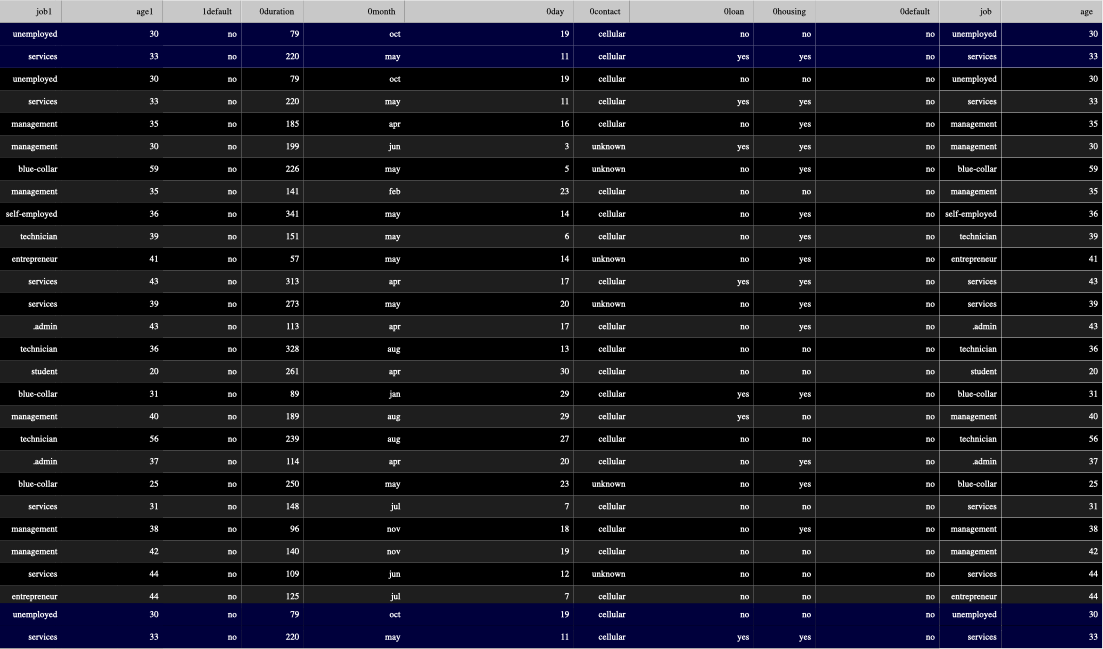 job1 age1 1default 0duration 0month 0day 0contact 0loan 0housing 0default job age
unemployed 30 no 79 oct 19 cellular no no no unemployed 30
services 33 no 220 may 11 cellular yes yes no services 33
unemployed 30 no 79 oct 19 cellular no no no unemployed 30
services 33 no 220 may 11 cellular yes yes no services 33
management 35 no 185 apr 16 cellular no yes no management 35
management 30 no 199 jun 3 unknown yes yes no management 30
blue-collar 59 no 226 may 5 unknown no yes no blue-collar 59
management 35 no 141 feb 23 cellular no no no management 35
self-employed 36 no 341 may 14 cellular no yes no self-employed 36
technician 39 no 151 may 6 cellular no yes no technician 39
entrepreneur 41 no 57 may 14 unknown no yes no entrepreneur 41
services 43 no 313 apr 17 cellular yes yes no services 43
services 39 no 273 may 20 unknown no yes no services 39
.admin 43 no 113 apr 17 cellular no yes no .admin 43
technician 36 no 328 aug 13 cellular no no no technician 36
student 20 no 261 apr 30 cellular no no no student 20
blue-collar 31 no 89 jan 29 cellular yes yes no blue-collar 31
management 40 no 189 aug 29 cellular yes no no management 40
technician 56 no 239 aug 27 cellular no no no technician 56
.admin 37 no 114 apr 20 cellular no yes no .admin 37
blue-collar 25 no 250 may 23 unknown no yes no blue-collar 25
services 31 no 148 jul 7 cellular no no no services 31
management 38 no 96 nov 18 cellular no yes no management 38
management 42 no 140 nov 19 cellular no no no management 42
services 44 no 109 jun 12 unknown no no no services 44
entrepreneur 44 no 125 jul 7 cellular no no no entrepreneur 44
unemployed 30 no 79 oct 19 cellular no no no unemployed 30
services 33 no 220 may 11 cellular yes yes no services 33